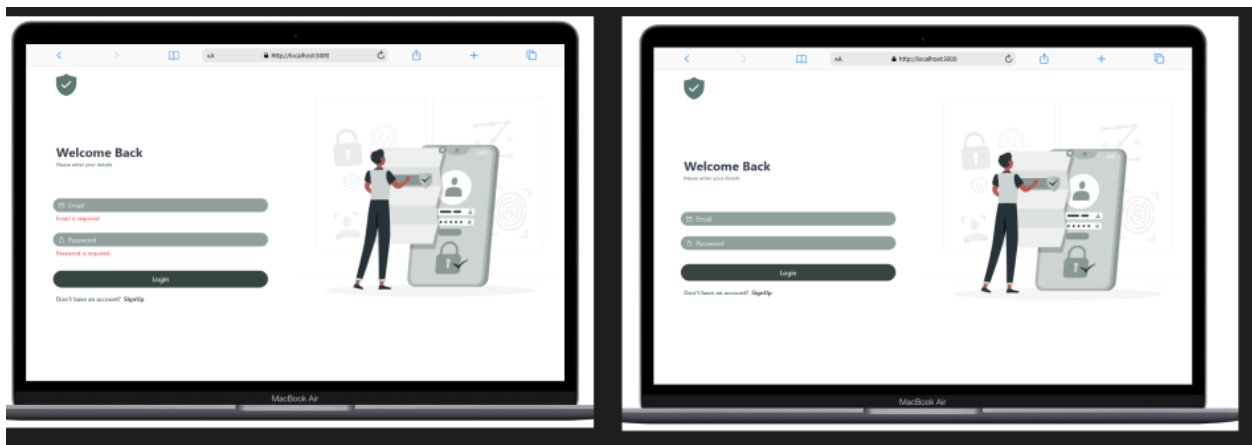 AA
http://localhost:3000
Welcome Back
Please enter your details
Email
Email is required
Password
Password is required
Login
Don't have an account? SignUp
MacBook Air
AA
http://localhost:3000
Welcome Back
Please enter your details
Email
Password
Login
Don't have an account? SignUp
MacBook Air